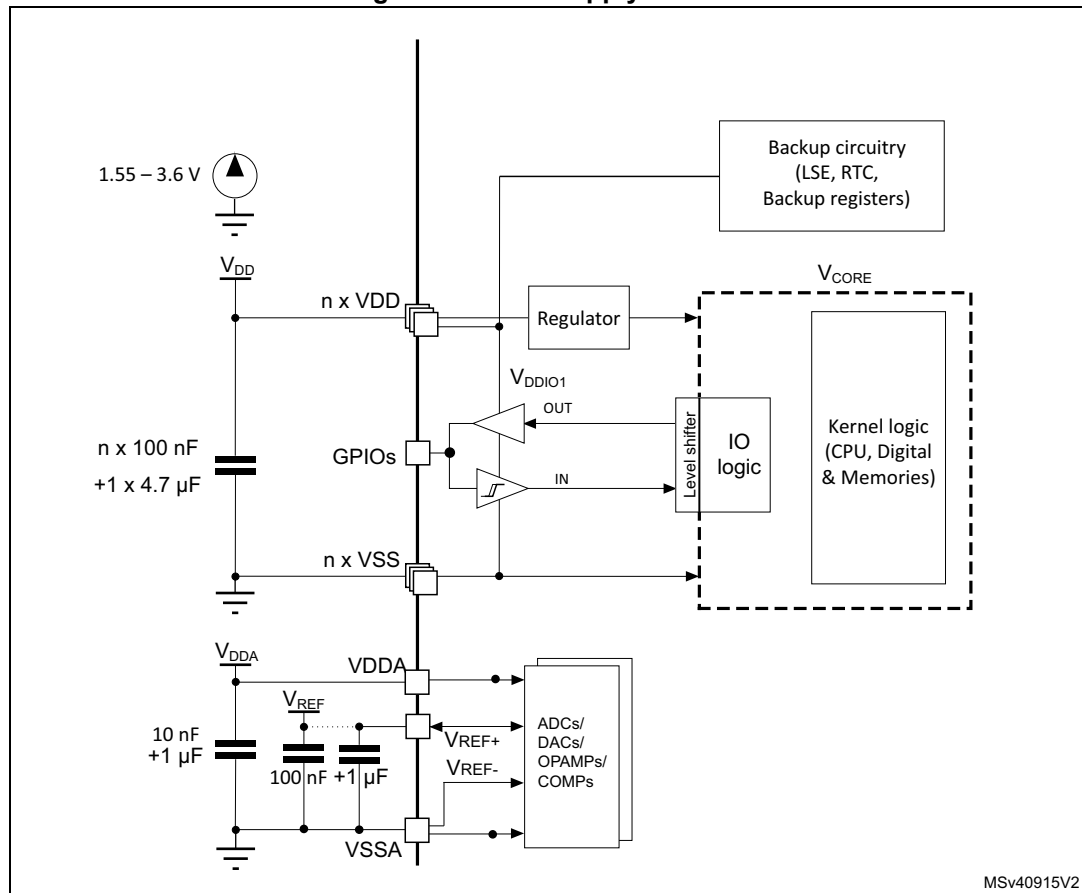 1.55 – 3.6 V
Backup circuitry
(LSE, RTC,
Backup registers)
VDD
VCORE
n x VDD
Regulator
VDDIO1
OUT
n x 100 nF
+1 x 4.7 µF
GPIOs
Level shifter
IO
logic
Kernel logic
(CPU, Digital
& Memories)
IN
n x VSS
VDDA
VDDA
VREF
10 nF
+1 µF
100 nF
+1 µF
VREF+
VREF-
ADCs/
DACs/
OPAMPs/
COMPs
VSSA
MSv40915V2